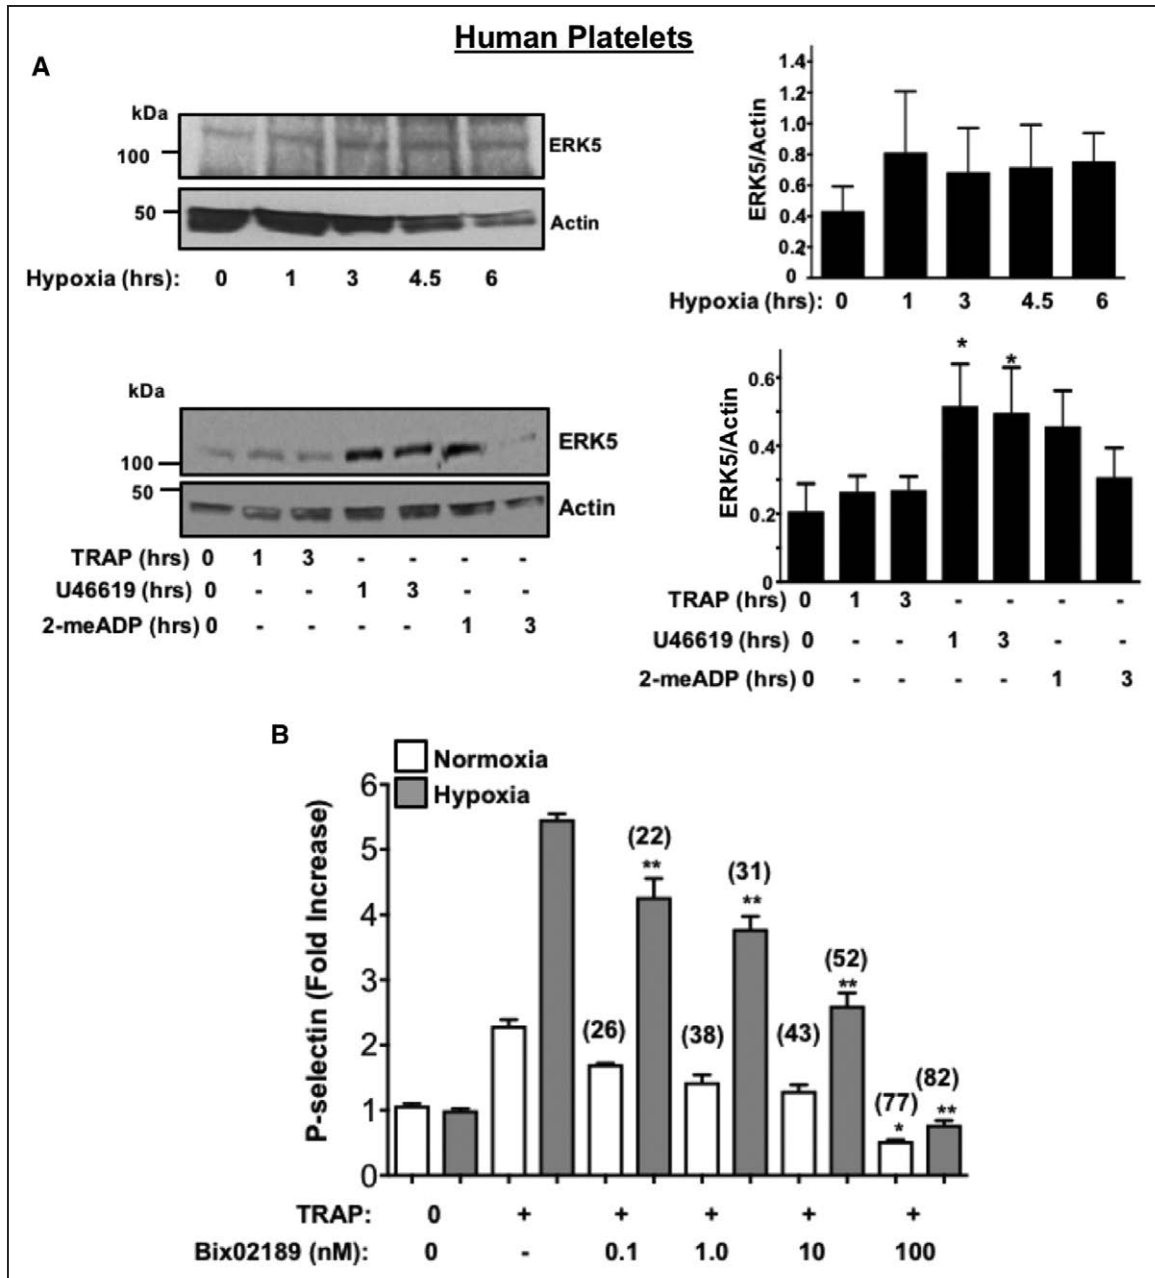 Human Platelets
A
kDa
100
ERK5
50
Actin
Hypoxia (hrs): 0 1 3 4.5 6
ERK5/Actin
1.4
1.2
1.0
0.8
0.6
0.4
0.2
0
Hypoxia (hrs): 0 1 3 4.5 6
kDa
100
ERK5
50
Actin
TRAP (hrs) 0 1 3 - - - -
U46619 (hrs) 0 - - 1 3 - -
2-meADP (hrs) 0 - - - - 1 3
ERK5/Actin
* *
0.6
0.4
0.2
0
TRAP (hrs) 0 1 3 - - - -
U46619 (hrs) 0 - - 1 3 - -
2-meADP (hrs) 0 - - - - 1 3
B
Normoxia
Hypoxia
P-selectin (Fold Increase)
6
5
4
3
2
1
0
(26)
(22)
**
(38)
(31)
**
(43)
(52)
**
(77)
*
(82)
**
TRAP: 0 + + + + +
Bix02189 (nM): 0 - 0.1 1.0 10 100